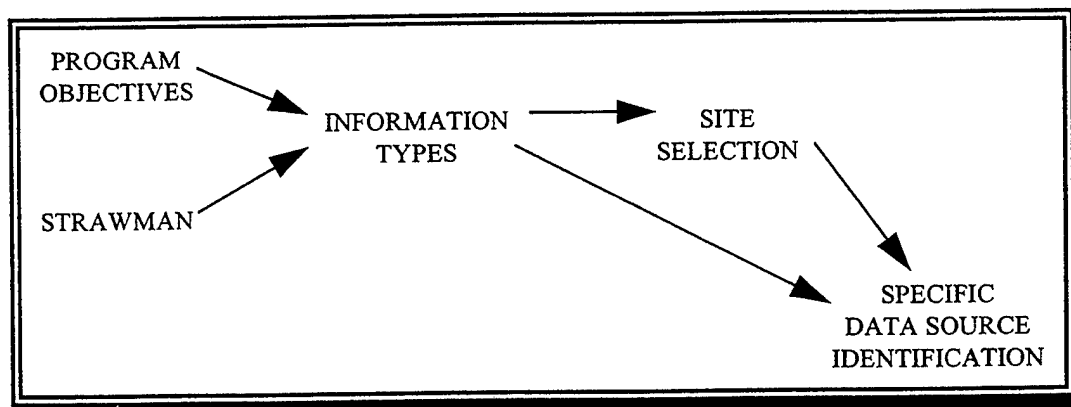 PROGRAM
OBJECTIVES
INFORMATION
TYPES
SITE
SELECTION
STRAWMAN
SPECIFIC
DATA SOURCE
IDENTIFICATION